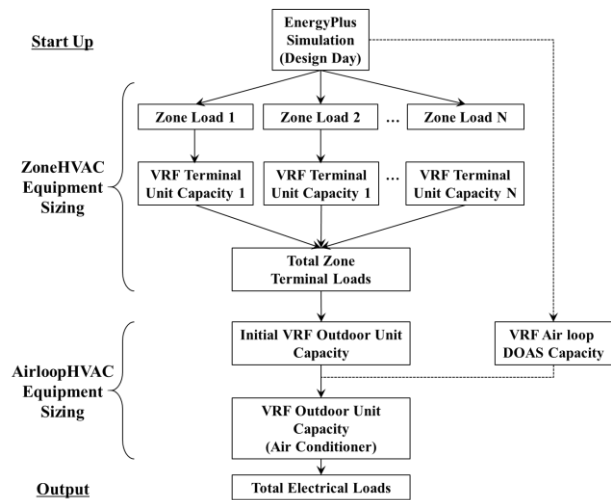 Start Up
EnergyPlus
Simulation
(Design Day)
Zone Load 1
Zone Load 2
...
Zone Load N
ZoneHVAC
Equipment
Sizing
VRF Terminal
Unit Capacity 1
VRF Terminal
Unit Capacity 1
...
VRF Terminal
Unit Capacity N
Total Zone
Terminal Loads
AirloopHVAC
Equipment
Sizing
Initial VRF Outdoor Unit
Capacity
VRF Air loop
DOAS Capacity
VRF Outdoor Unit
Capacity
(Air Conditioner)
Output
Total Electrical Loads